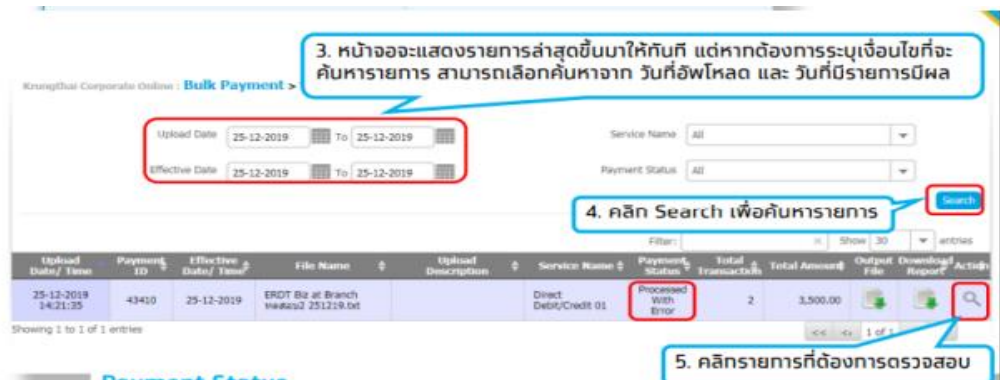 3. หน้าจอจะแสดงรายการล่าสุดขึ้นมาให้ทันที แต่หากต้องการระบุเงื่อนไขที่จะ
ค้นหารายการ สามารถเลือกค้นหาจาก วันที่อัพโหลด และ วันที่มีรายการมีผล
Krungthai Corporate Online : Bulk Payment >
Upload Date 25-12-2019 To 25-12-2019 Service Name All
Effective Date 25-12-2019 To 25-12-2019 Payment Status All
Search
4. คลิก Search เพื่อค้นหารายการ
Filter: Show 30 entries
Upload Date/ Time Payment ID Effective Date/ Time File Name Upload Description Service Name Payment Status Total Transaction Total Amount Output File Download Report Action
25-12-2019 14:21:35 43410 25-12-2019 ERDT Biz at Branch 251219.txt Direct Debit/Credit 01 Processed With Error 2 3,500.00
Showing 1 to 1 of 1 entries << < 1 of 1
5. คลิกรายการที่ต้องการตรวจสอบ
Payment Status